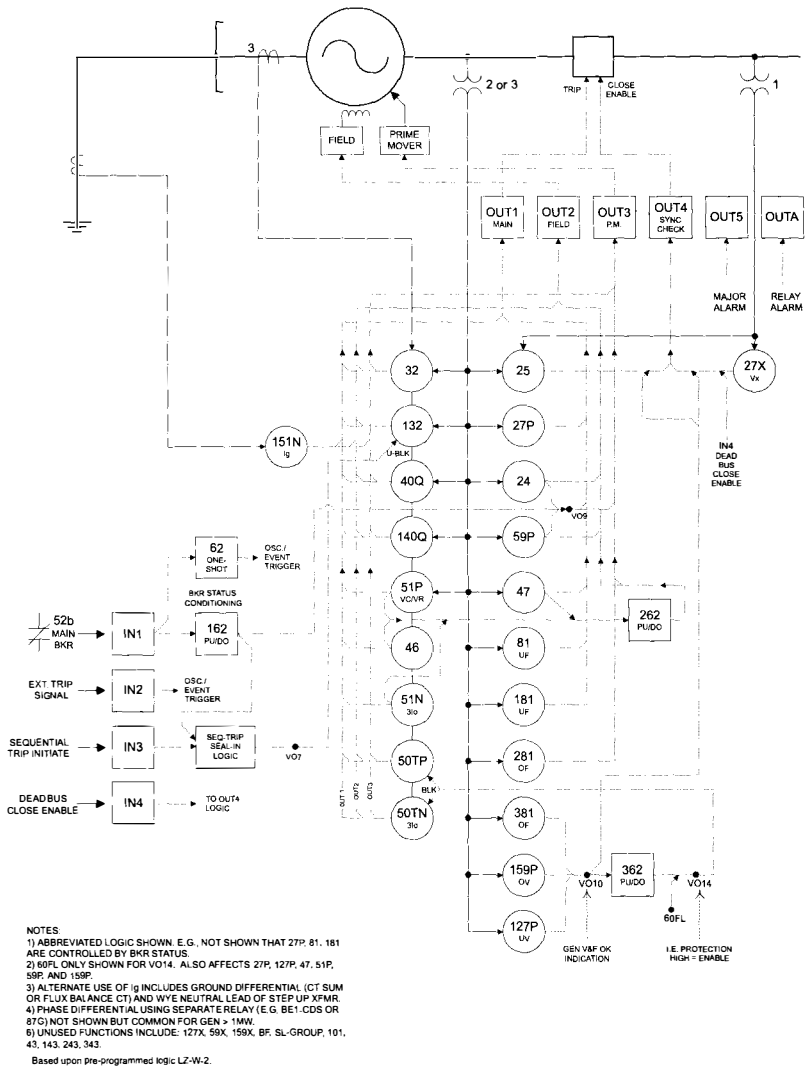 3
2 or 3
TRIP
CLOSE
ENABLE
1
FIELD
PRIME
MOVER
OUT1
MAIN
OUT2
FIELD
OUT3
P.M.
OUT4
SYNC
CHECK
OUT5
OUTA
MAJOR
ALARM
RELAY
ALARM
32
25
27X
Vx
151N
Ig
132
U-BLK
27P
IN4
DEAD
BUS
CLOSE
ENABLE
40Q
24
VO9
140Q
59P
62
ONE-
SHOT
OSC./
EVENT
TRIGGER
51P
VC/VR
47
BKR STATUS
CONDITIONING
52b
MAIN
BKR
IN1
162
PU/DO
262
PU/DO
46
81
UF
EXT. TRIP
SIGNAL
IN2
OSC./
EVENT
TRIGGER
51N
3Io
181
UF
SEQUENTIAL
TRIP INITIATE
IN3
SEQ-TRIP
SEAL-IN
LOGIC
VO7
50TP
281
OF
BLK
OUT 1
OUT2
OUT3
DEAD BUS
CLOSE ENABLE
IN4
TO OUT4
LOGIC
50TN
3Io
381
OF
159P
OV
VO10
362
PU/DO
VO14
60FL
127P
UV
GEN V&F OK
INDICATION
I.E. PROTECTION
HIGH = ENABLE
NOTES:
1) ABBREVIATED LOGIC SHOWN. E.G., NOT SHOWN THAT 27P, 81, 181
ARE CONTROLLED BY BKR STATUS.
2) 60FL ONLY SHOWN FOR VO14. ALSO AFFECTS 27P, 127P, 47, 51P,
59P, AND 159P.
3) ALTERNATE USE OF Ig INCLUDES GROUND DIFFERENTIAL (CT SUM
OR FLUX BALANCE CT) AND WYE NEUTRAL LEAD OF STEP UP XFMR.
4) PHASE DIFFERENTIAL USING SEPARATE RELAY (E.G, BE1-CDS OR
87G) NOT SHOWN BUT COMMON FOR GEN > 1MW.
6) UNUSED FUNCTIONS INCLUDE: 127X, 59X, 159X, BF, SL-GROUP, 101,
43, 143, 243, 343.
Based upon pre-programmed logic LZ-W-2.